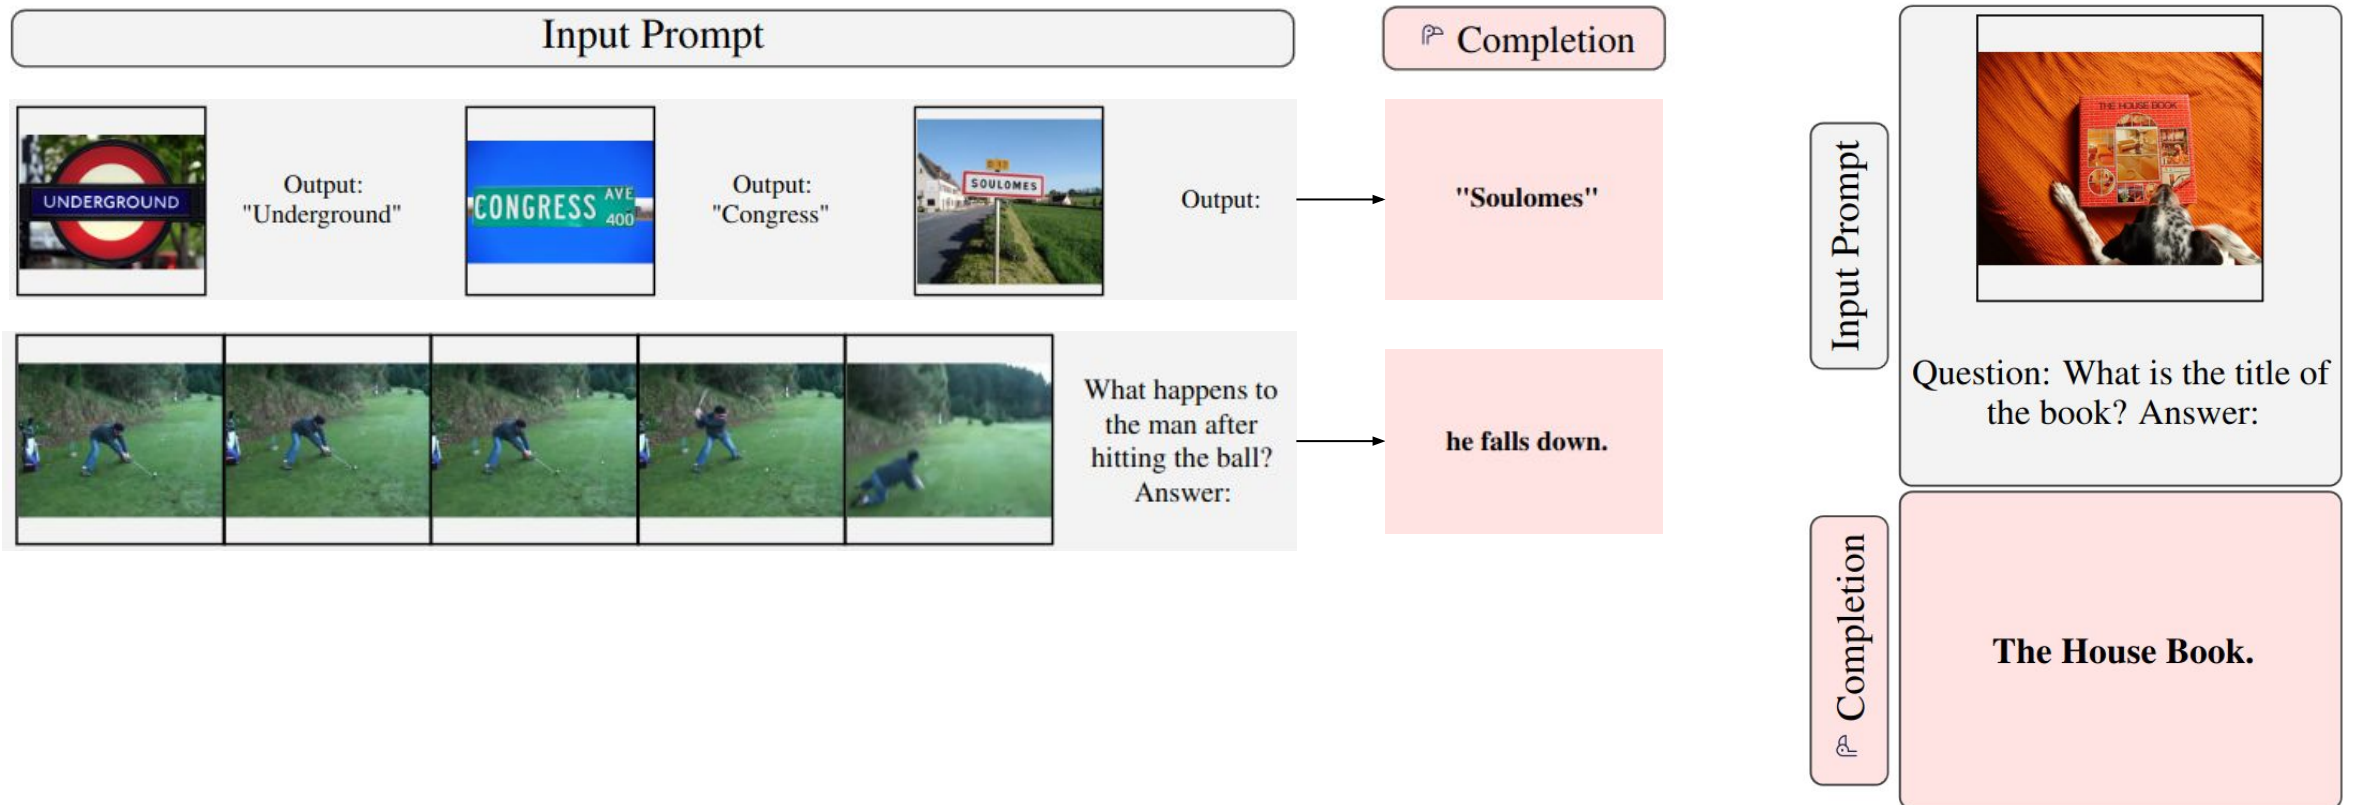 Input Prompt
Completion
UNDERGROUND
Output:
"Underground"
CONGRESS AVE
400
Output:
"Congress"
SOULOMES
Output:
"Soulomes"
What happens to
the man after
hitting the ball?
Answer:
he falls down.
Input Prompt
THE HOUSE BOOK
Question: What is the title of
the book? Answer:
Completion
The House Book.